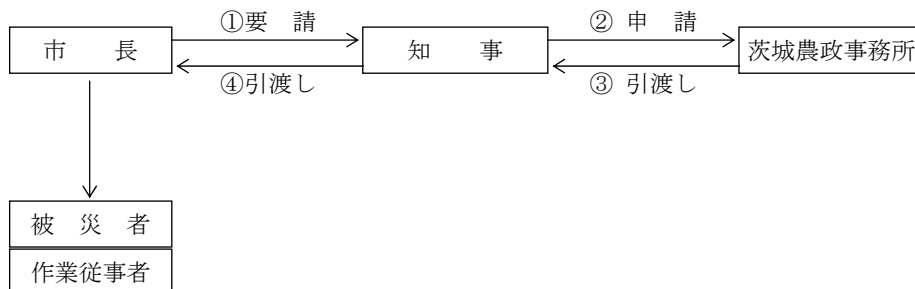 ①要　請
② 申　請
市　長
知　事
茨城農政事務所
④引渡し
③ 引渡し
被　災　者
作業従事者